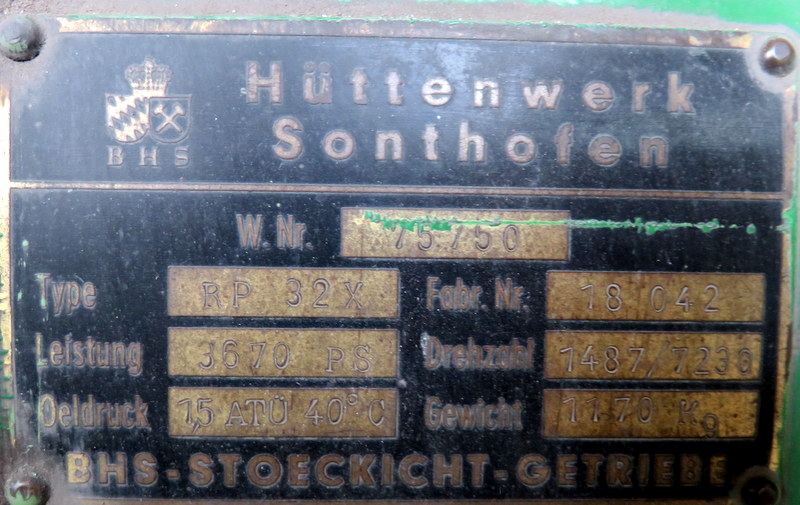 BHS
Hüttenwerk
Sonthofen
W. Nr. 75/50
Type RP 32X Fabr. Nr. 18 042
Leistung 3670 PS Drehzahl 1487/7230
Oeldruck 1,5 ATÜ 40°C Gewicht 1170 Kg
BHS-STOECKICHT-GETRIEBE